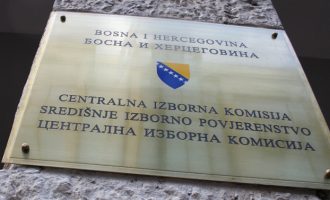 BOSNA I HERCEGOVINA
БОСНА И ХЕРЦЕГОВИНА
CENTRALNA IZBORNA KOMISIJA
SREDIŠNJE IZBORNO POVJERENSTVO
ЦЕНТРАЛНА ИЗБОРНА КОМИСИЈА